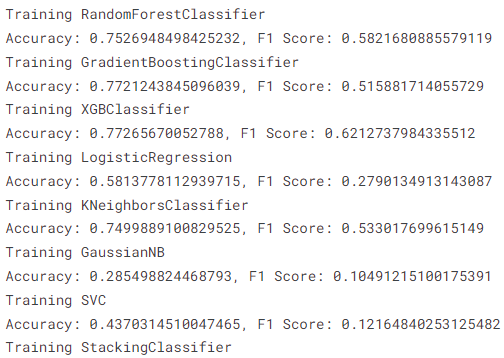 Training RandomForestClassifier
Accuracy: 0.7526948498425232, F1 Score: 0.5821680885579119
Training GradientBoostingClassifier
Accuracy: 0.7721243845096039, F1 Score: 0.515881714055729
Training XGBClassifier
Accuracy: 0.77265670052788, F1 Score: 0.6212737984335512
Training LogisticRegression
Accuracy: 0.5813778112939715, F1 Score: 0.2790134913143087
Training KNeighborsClassifier
Accuracy: 0.7499889100829525, F1 Score: 0.533017699615149
Training GaussianNB
Accuracy: 0.285498824468793, F1 Score: 0.10491215100175391
Training SVC
Accuracy: 0.4370314510047465, F1 Score: 0.12164840253125482
Training StackingClassifier